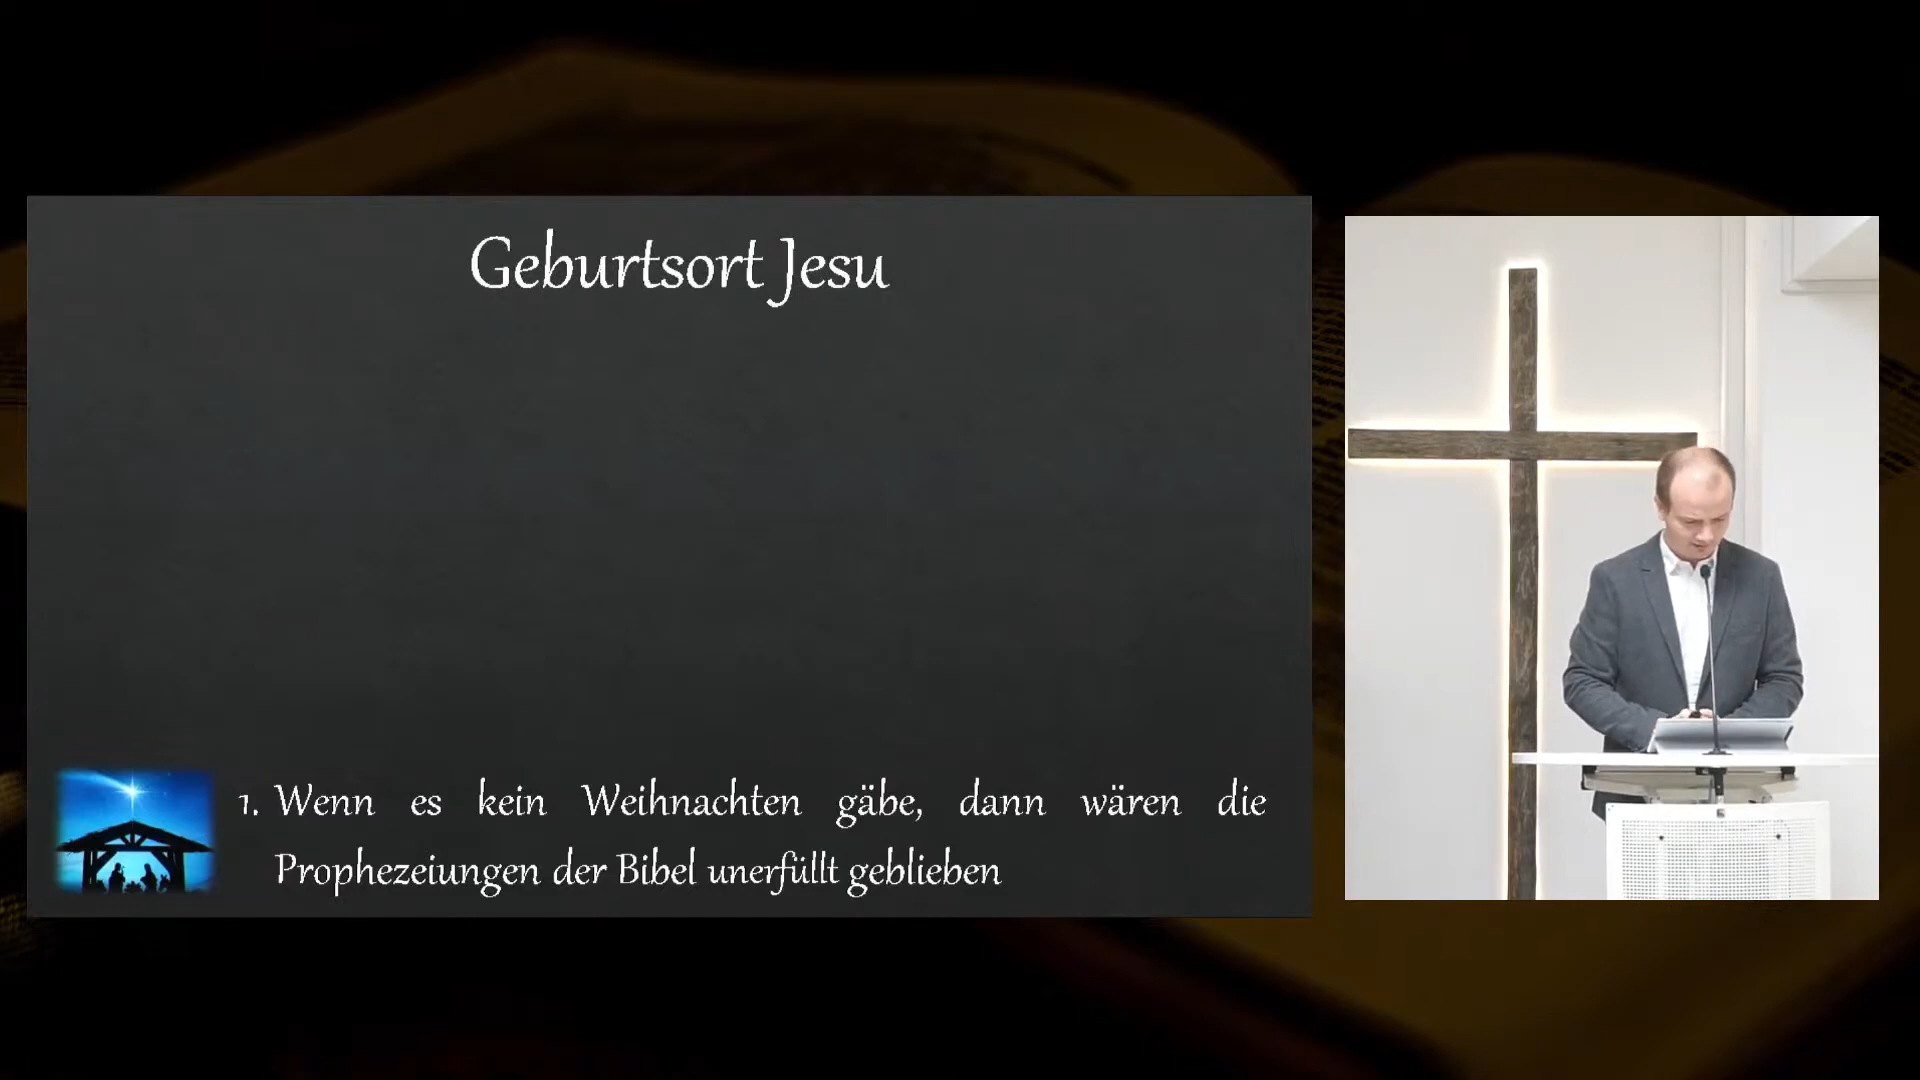 Geburtsort Jesu
1. Wenn es kein Weihnachten gäbe, dann wären die
Prophezeiungen der Bibel unerfüllt geblieben